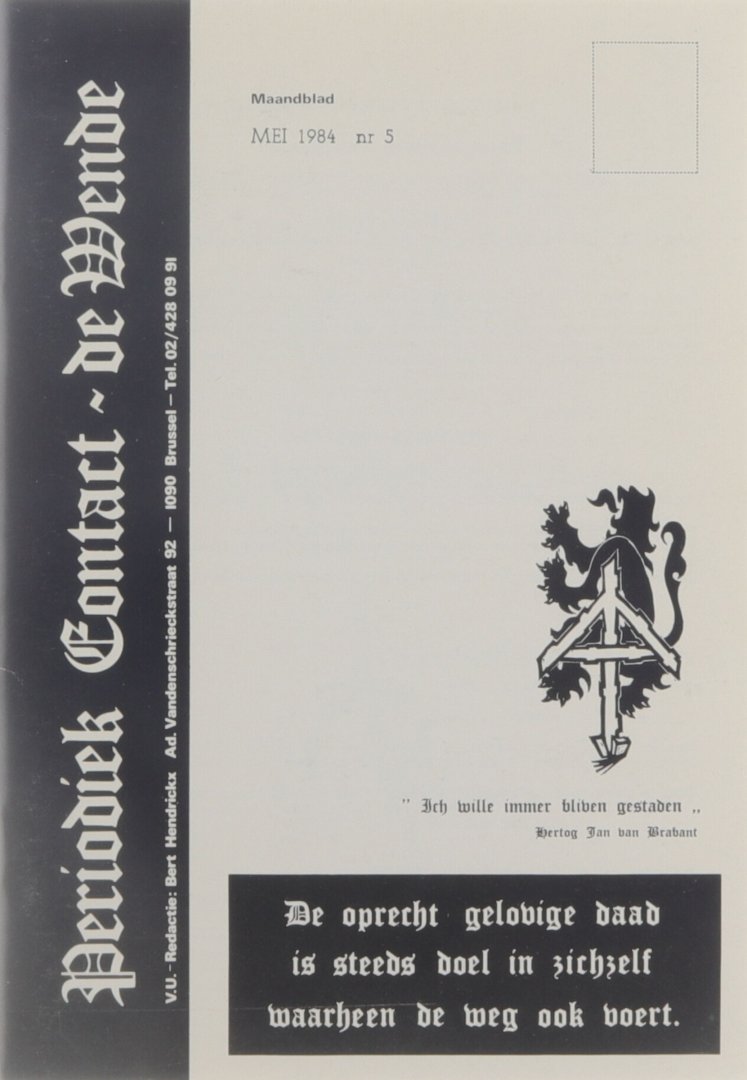 Periodiek Contact ~ de Wende
V.U. - Redactie: Bert Hendrickx Ad. Vandenschrieckstraat 92 — 1090 Brussel — Tel. 02/428 09 91
Maandblad
MEI 1984 nr 5
" Ich wille immer bliven gestaden „
Hertog Jan van Brabant
De oprecht gelovige daad
is steeds doel in zichzelf
waarheen de weg ook voert.